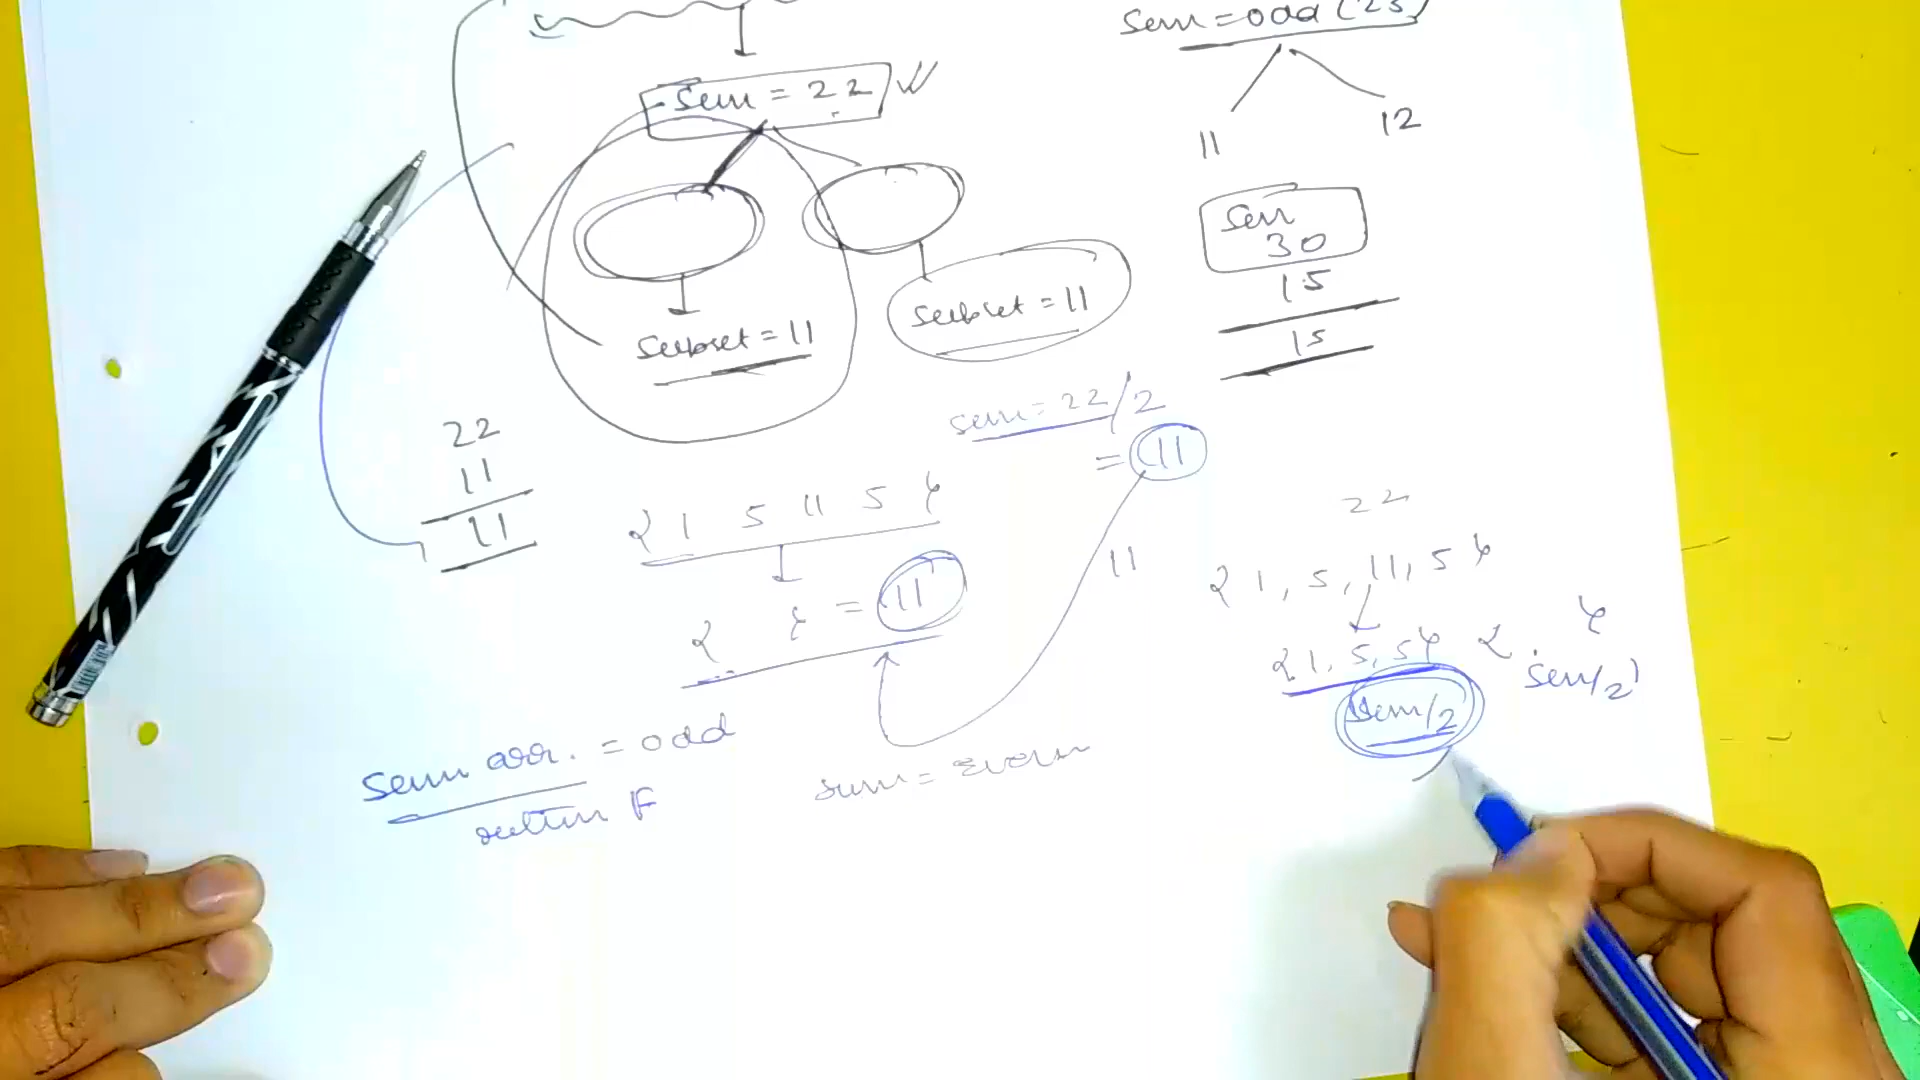 Sum = odd (23)
Sum = 22
11 12
Sum
30
15
15
Subset = 11
Subset = 11
sum = 22/2
= 11
22
11
11
{ 1 5 11 5 }
{ } = 11
11
22
{ 1, 5, 11, 5 }
{ 1, 5, 5 } { . }
Sum/2
Sum/2
Sum arr. = odd
return F
sum = Even